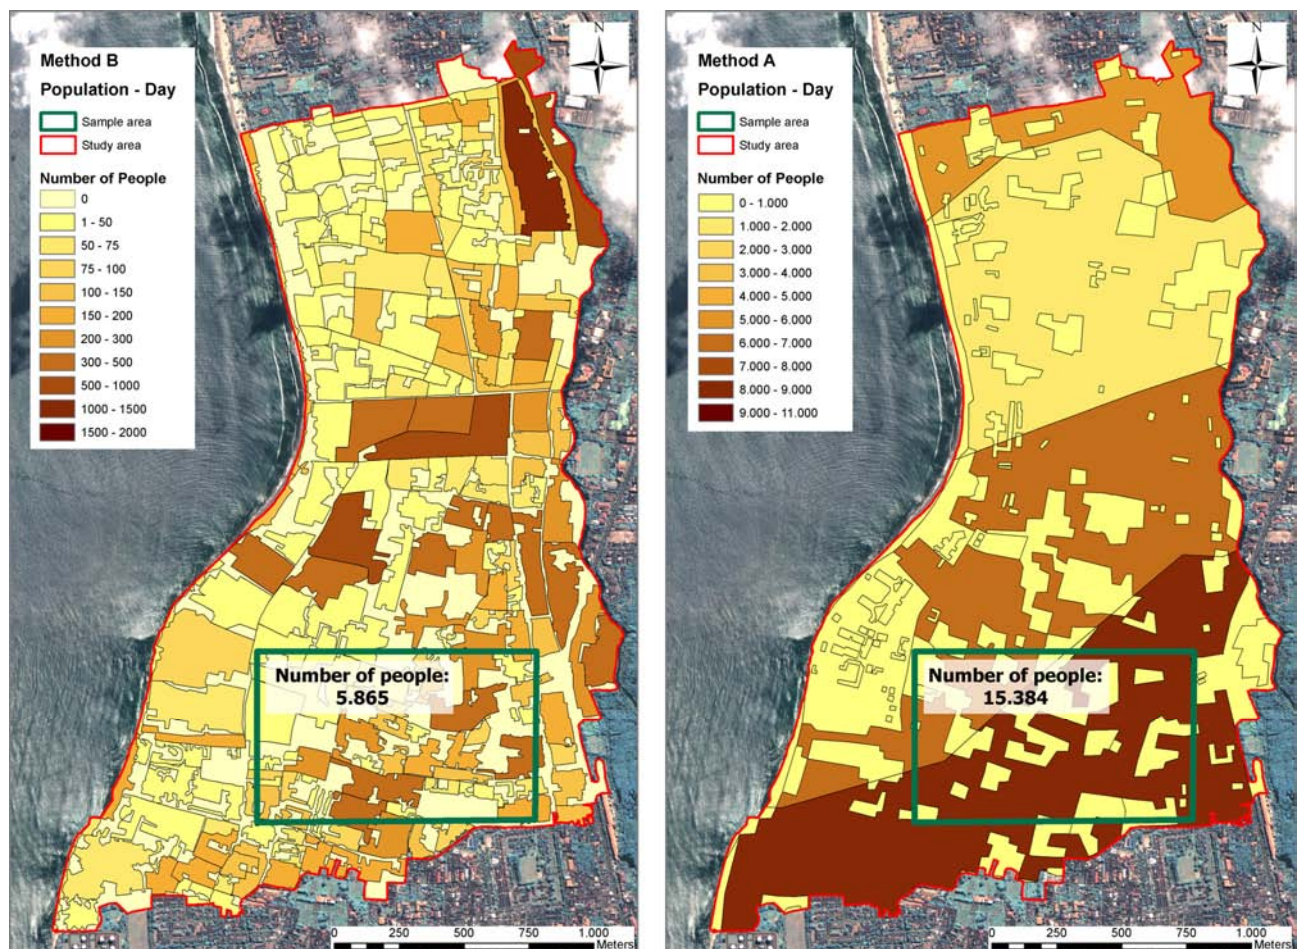 Method B
Population - Day
Sample area
Study area
Number of People
0
1 - 50
50 - 75
75 - 100
100 - 150
150 - 200
200 - 300
300 - 500
500 - 1000
1000 - 1500
1500 - 2000
N
Number of people:
5.865
0 250 500 750 1.000
Meters
Method A
Population - Day
Sample area
Study area
Number of People
0 - 1.000
1.000 - 2.000
2.000 - 3.000
3.000 - 4.000
4.000 - 5.000
5.000 - 6.000
6.000 - 7.000
7.000 - 8.000
8.000 - 9.000
9.000 - 11.000
N
Number of people:
15.384
0 250 500 750 1.000
Meters